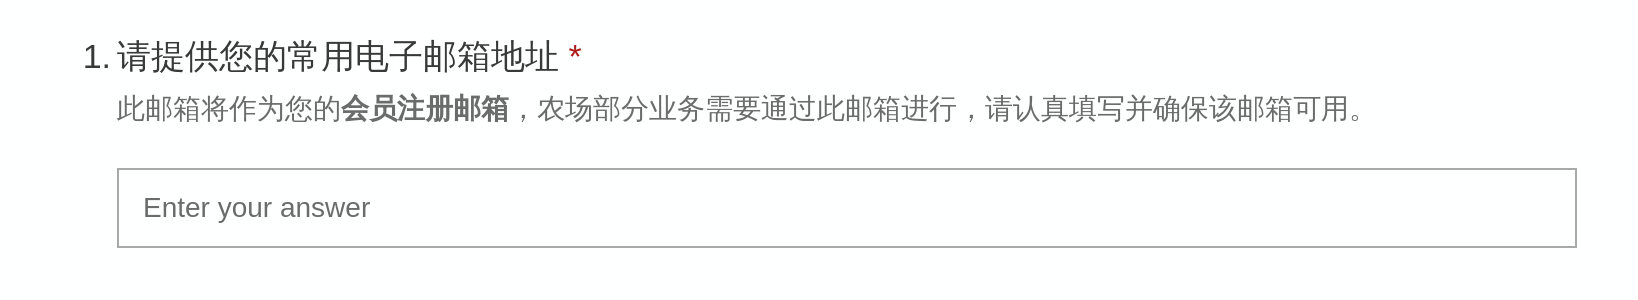 1. 请提供您的常用电子邮箱地址 *
此邮箱将作为您的会员注册邮箱，农场部分业务需要通过此邮箱进行，请认真填写并确保该邮箱可用。
Enter your answer